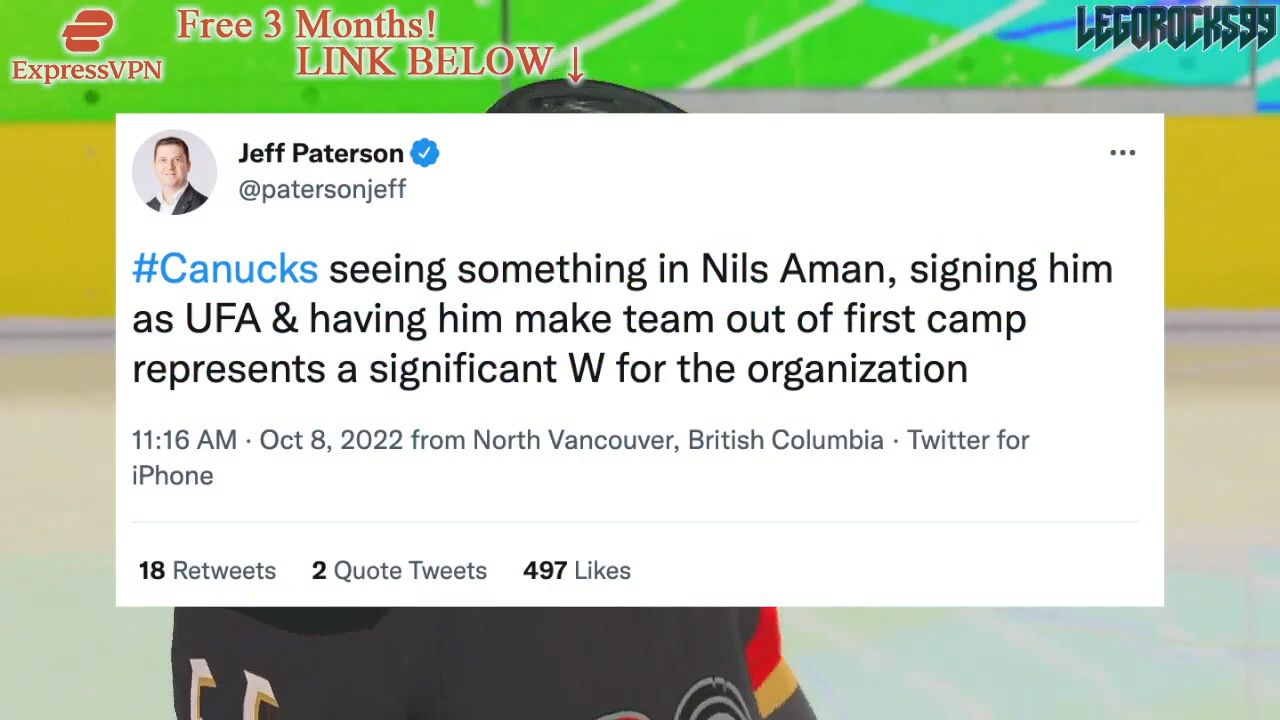 Free 3 Months!
LINK BELOW ↓
ExpressVPN
LEGOROCKS99
Jeff Paterson
@patersonjeff
#Canucks seeing something in Nils Aman, signing him
as UFA & having him make team out of first camp
represents a significant W for the organization
11:16 AM · Oct 8, 2022 from North Vancouver, British Columbia · Twitter for
iPhone
18 Retweets 2 Quote Tweets 497 Likes